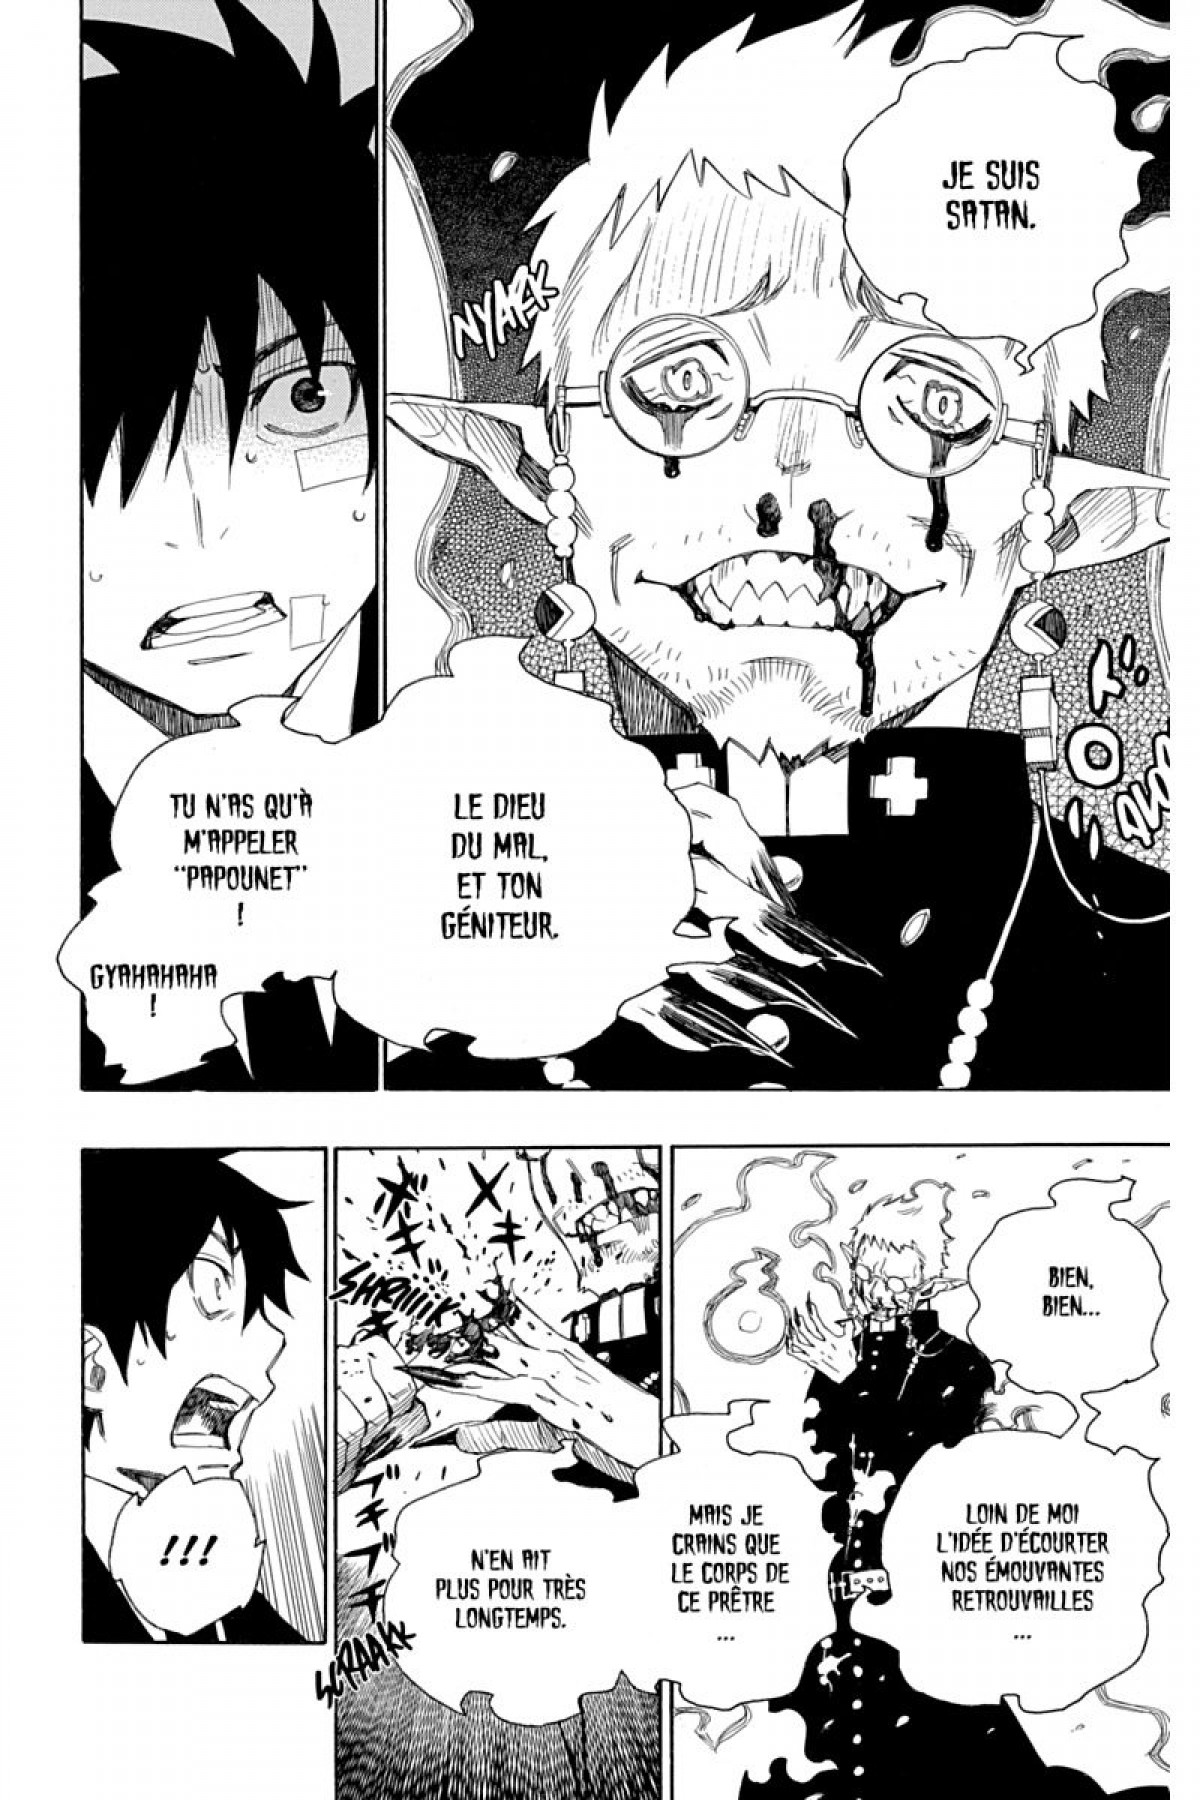 JE SUIS
SATAN.
NYARK
LE DIEU
DU MAL,
ET TON
GÉNITEUR.
TU N'AS QU'À
M'APPELER
"PAPOUNET"
!
GYAHAHAHA
!
BIEN,
BIEN...
LOIN DE MOI
L'IDÉE D'ÉCOURTER
NOS ÉMOUVANTES
RETROUVAILLES
...
MAIS JE
CRAINS QUE
LE CORPS DE
CE PRÊTRE
...
SHRIIIIK
N'EN AIT
PLUS POUR TRÈS
LONGTEMPS.
SCRAAKK
!!!